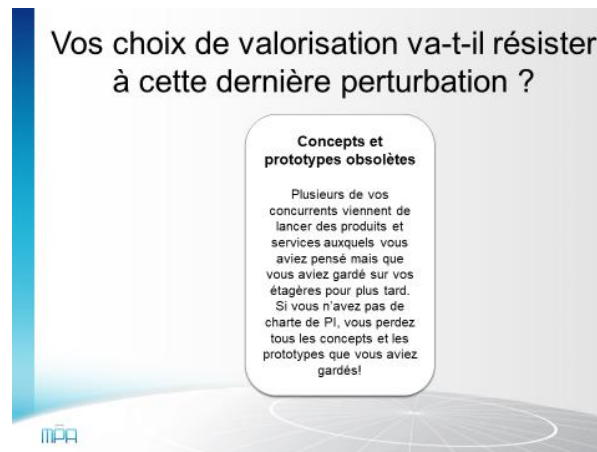 Vos choix de valorisation va-t-il résister
à cette dernière perturbation ?
Concepts et
prototypes obsolètes
Plusieurs de vos
concurrents viennent de
lancer des produits et
services auxquels vous
aviez pensé mais que
vous aviez gardé sur vos
étagères pour plus tard.
Si vous n'avez pas de
charte de PI, vous perdez
tous les concepts et les
prototypes que vous aviez
gardés!
mpa